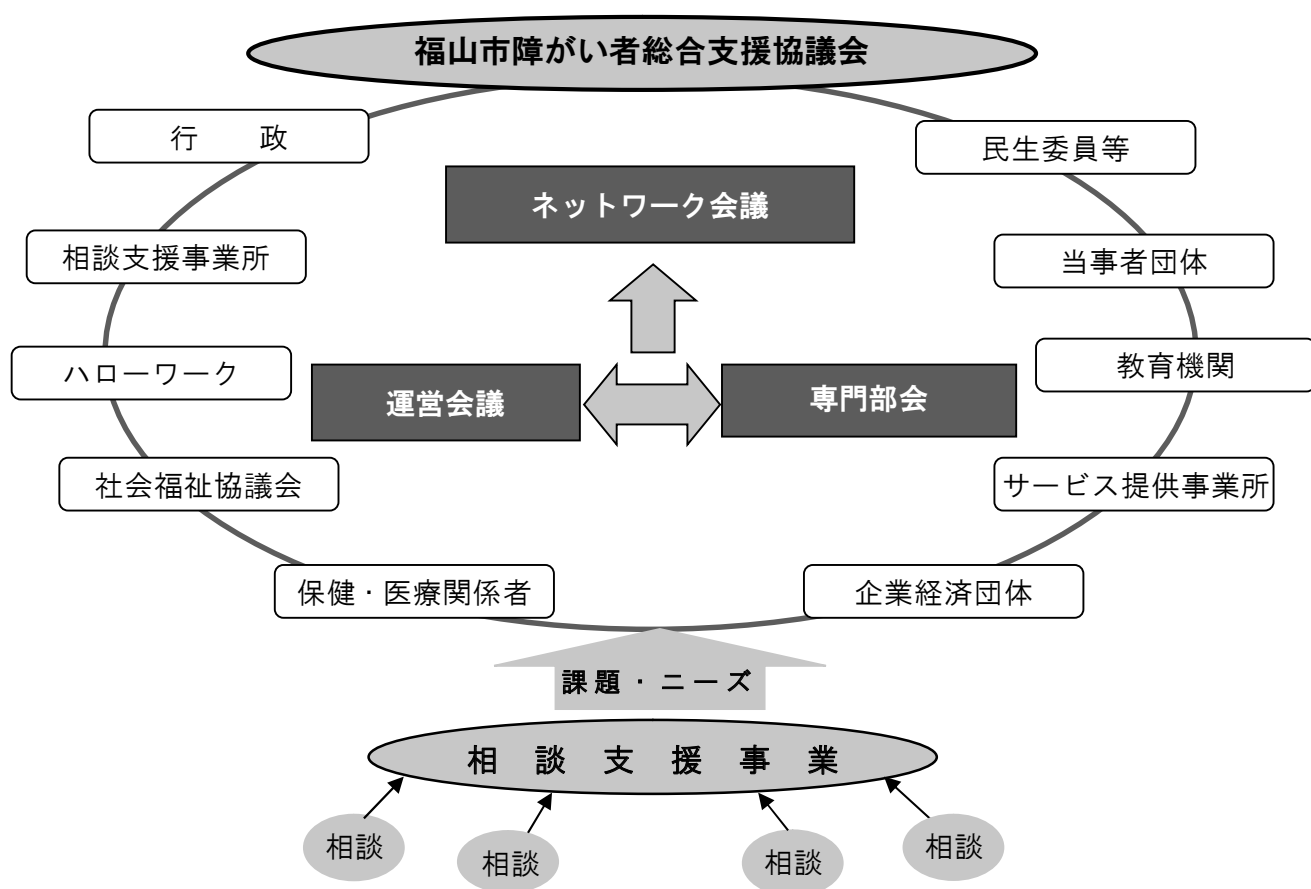 福山市障がい者総合支援協議会
行　　政
民生委員等
ネットワーク会議
相談支援事業所
当事者団体
ハローワーク
教育機関
運営会議
専門部会
社会福祉協議会
サービス提供事業所
保健・医療関係者
企業経済団体
課題・ニーズ
相談支援事業
相談
相談
相談
相談